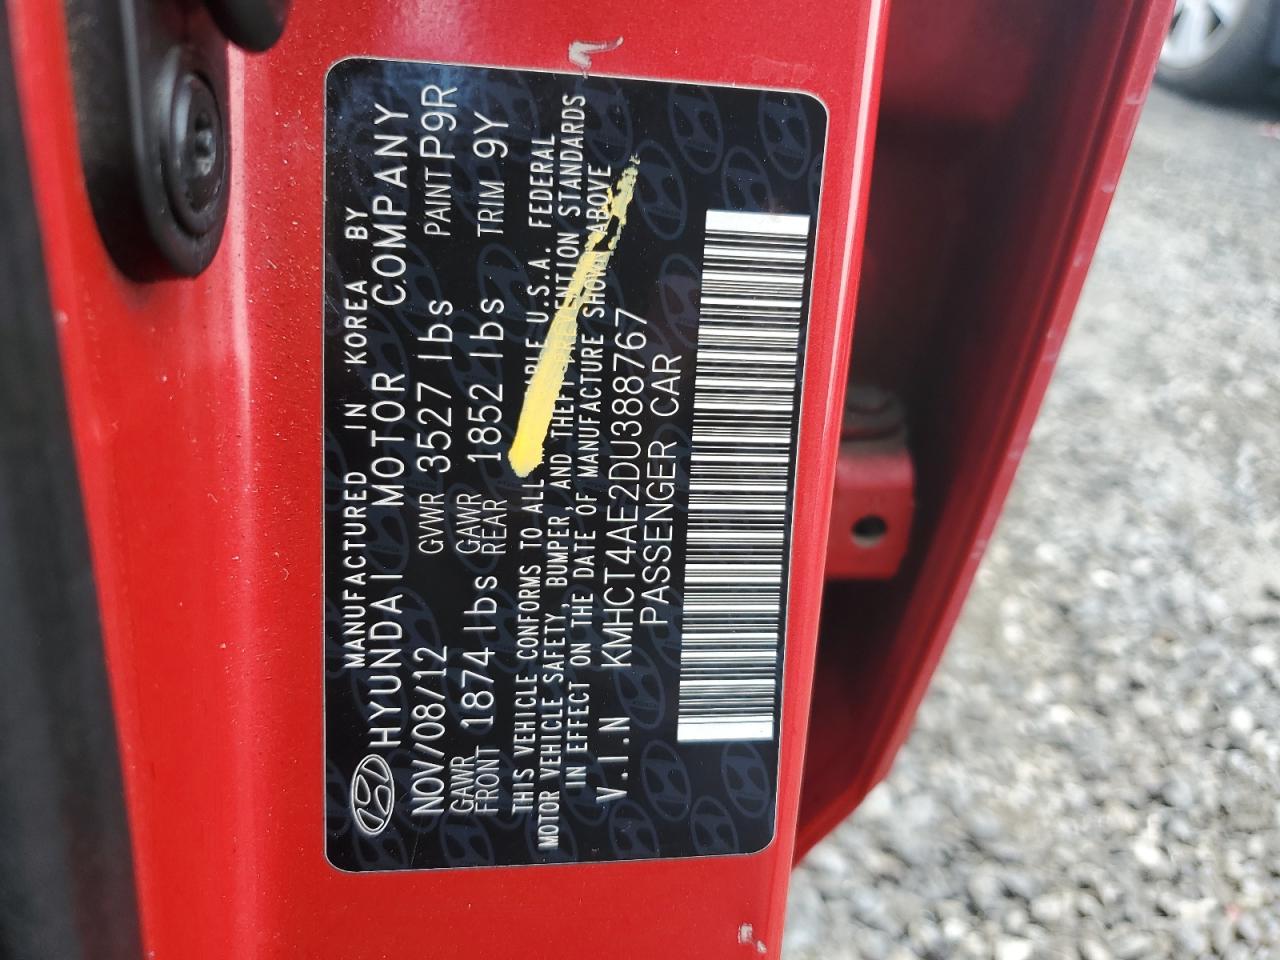 MANUFACTURED IN KOREA BY
HYUNDAI MOTOR COMPANY
NOV/08/12 GVWR 3527 lbs PAINT P9R
GAWR FRONT 1874 lbs GAWR REAR 1852 lbs TRIM 9Y
THIS VEHICLE CONFORMS TO ALL U.S.A. FEDERAL
MOTOR VEHICLE SAFETY, BUMPER, AND THEFT PREVENTION STANDARDS
IN EFFECT ON THE DATE OF MANUFACTURE SHOWN ABOVE
V.I.N KMHCT4AE2DU388767
PASSENGER CAR